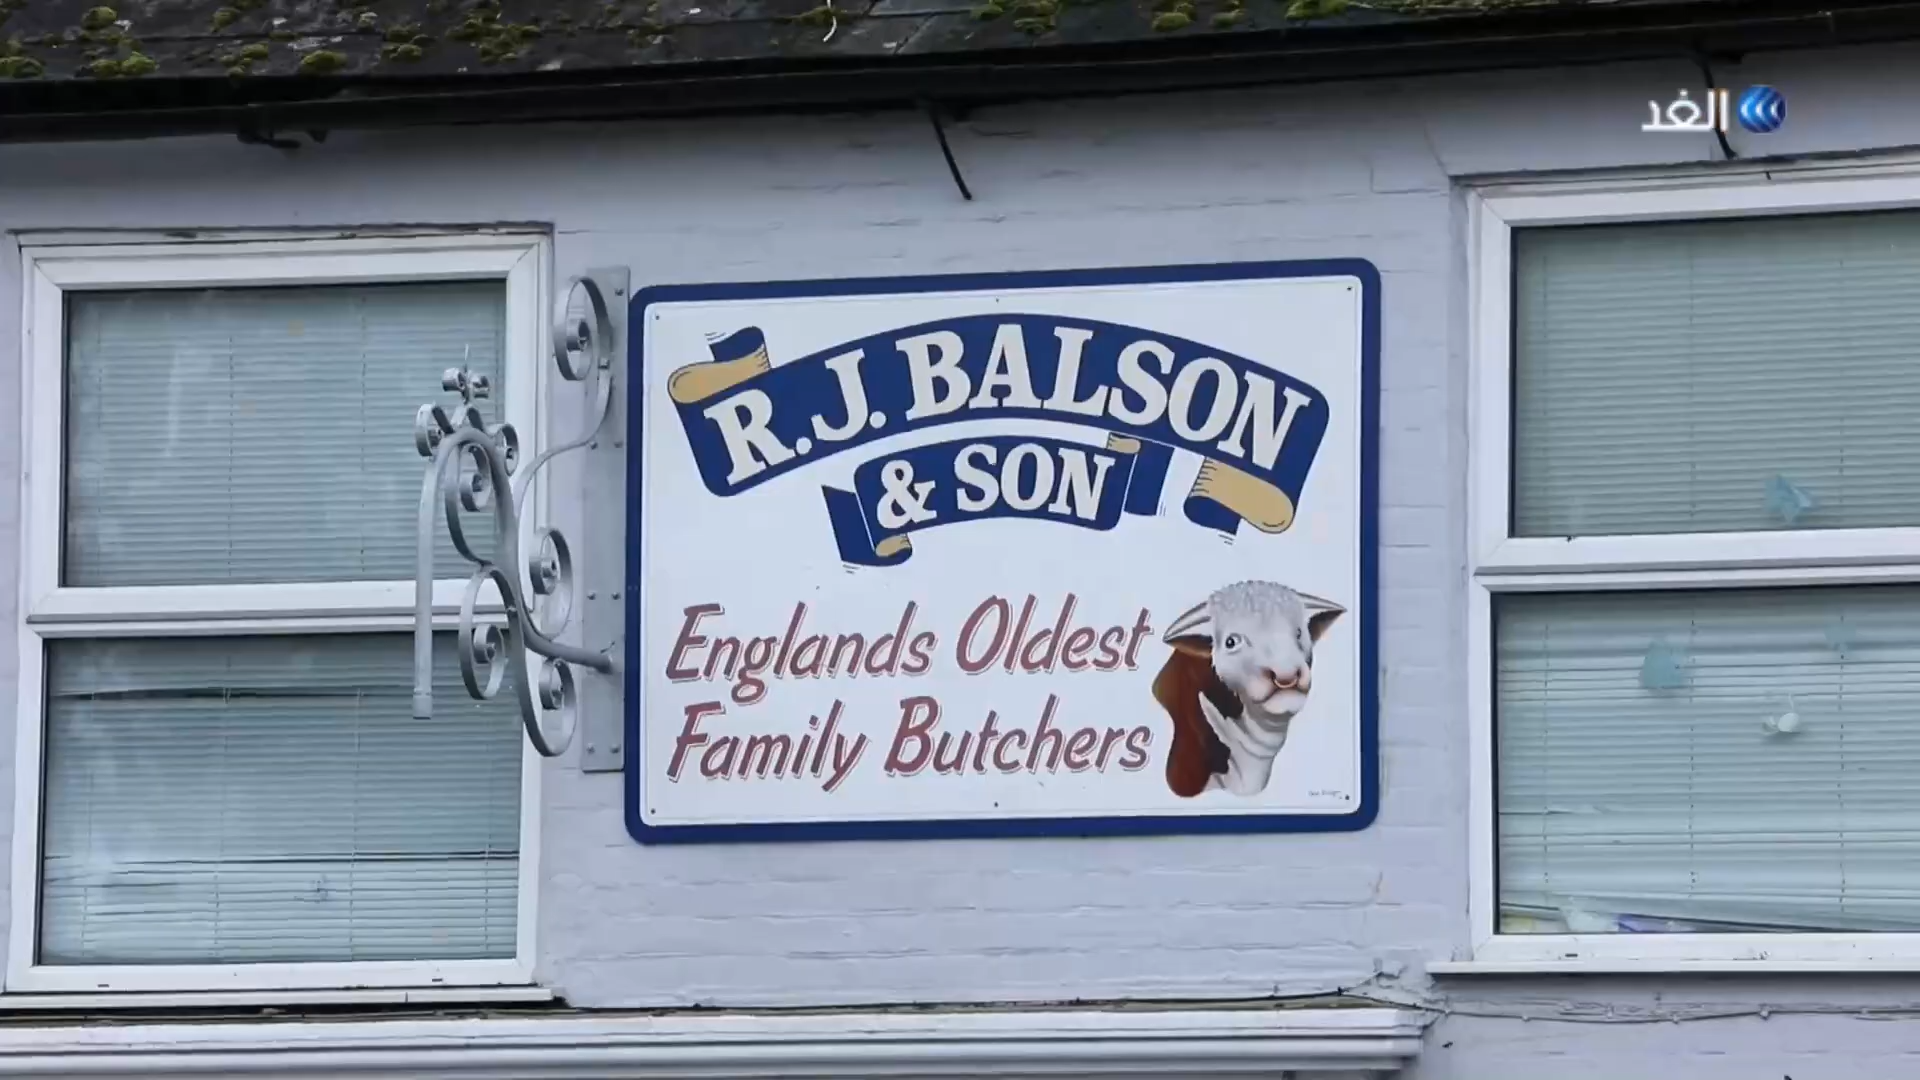 الغد
R.J. BALSON
& SON
Englands Oldest
Family Butchers